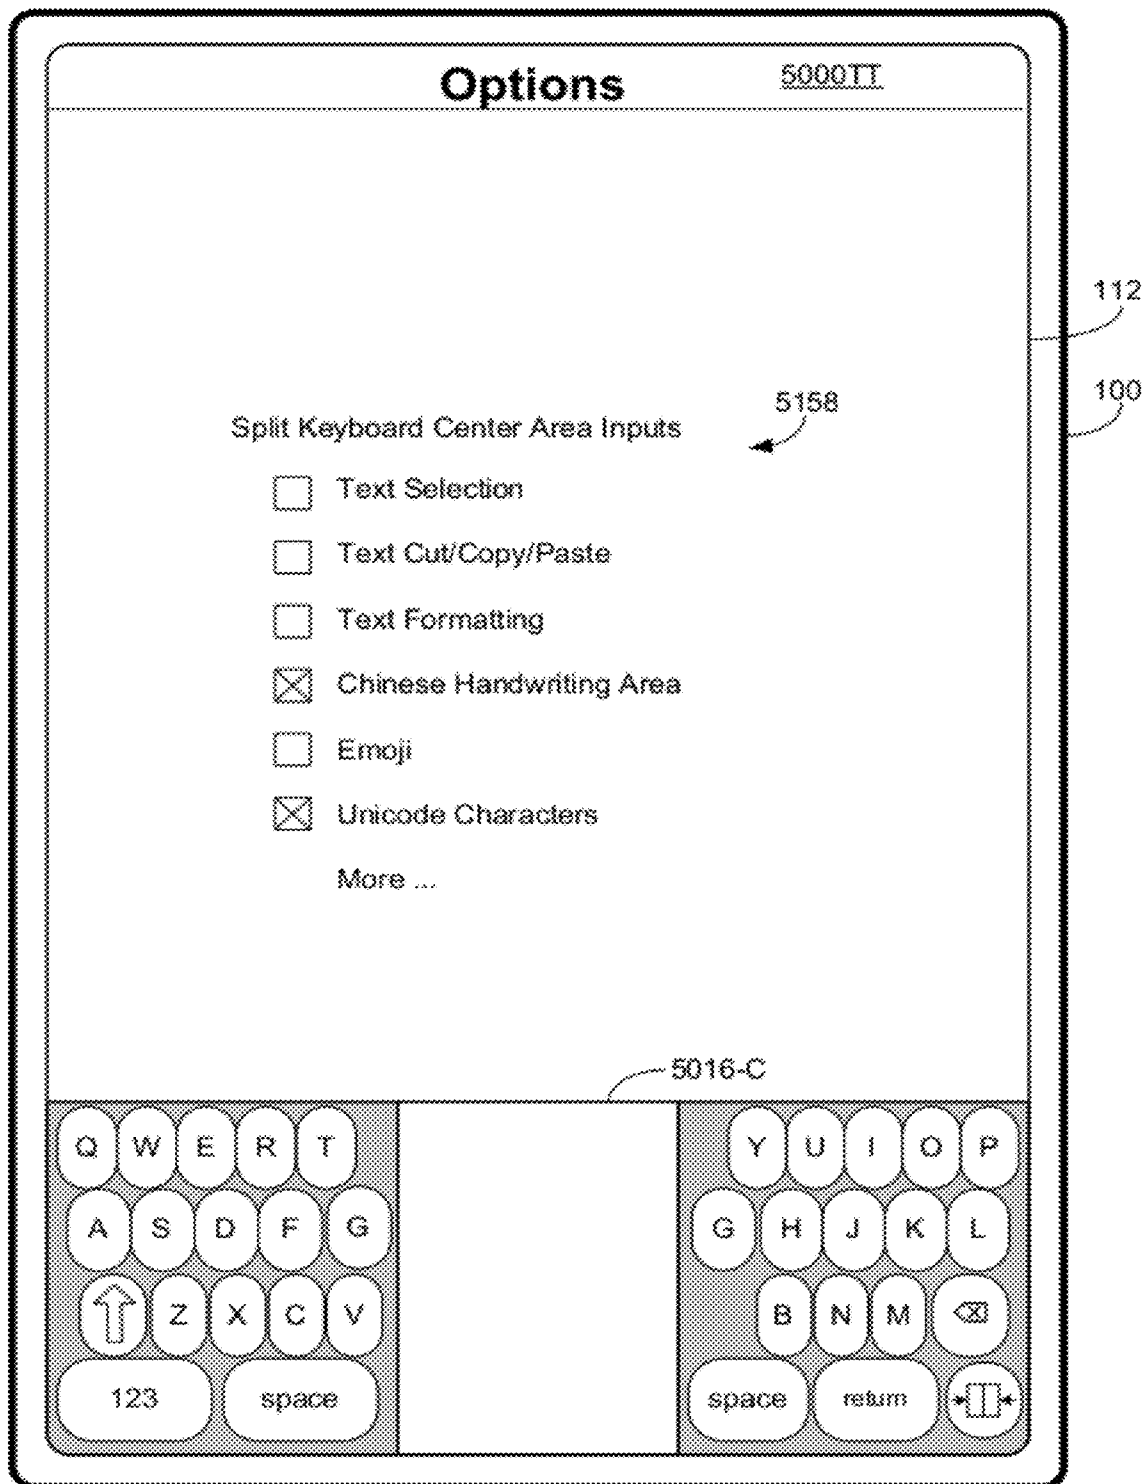 Options 5000TT
112
100
5158
Split Keyboard Center Area Inputs
Text Selection
Text Cut/Copy/Paste
Text Formatting
Chinese Handwriting Area
Emoji
Unicode Characters
More ...
5016-C
Q W E R T Y U I O P
A S D F G G H J K L
Z X C V B N M
123 space space return